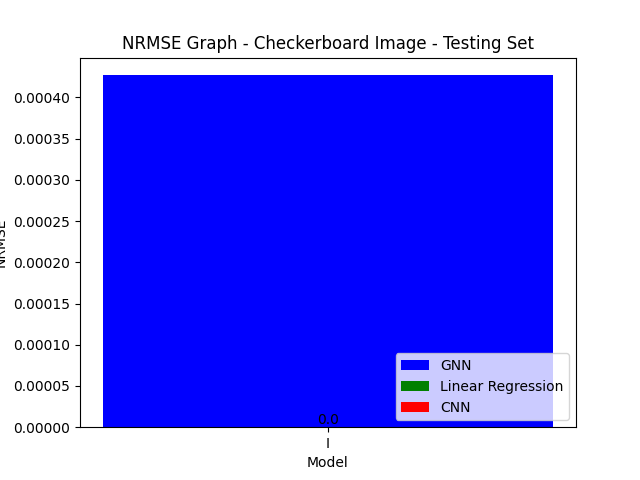 NRMSE Graph - Checkerboard Image - Testing Set
0.00040
0.00035
0.00030
0.00025
0.00020
0.00015
0.00010
0.00005
0.00000
NRMSE
GNN
Linear Regression
CNN
0.0
I
Model